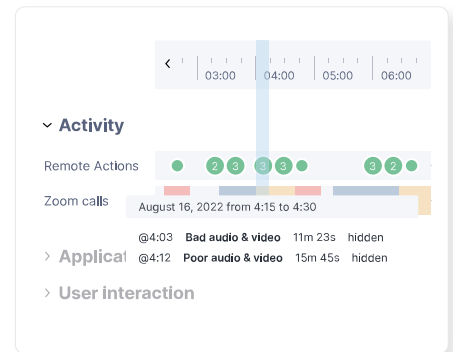 03:00 04:00 05:00 06:00
Activity
Remote Actions 2 3 3 3 3 2
Zoom calls
August 16, 2022 from 4:15 to 4:30
@4:03 Bad audio & video 11m 23s hidden
@4:12 Poor audio & video 15m 45s hidden
Applicat
User interaction